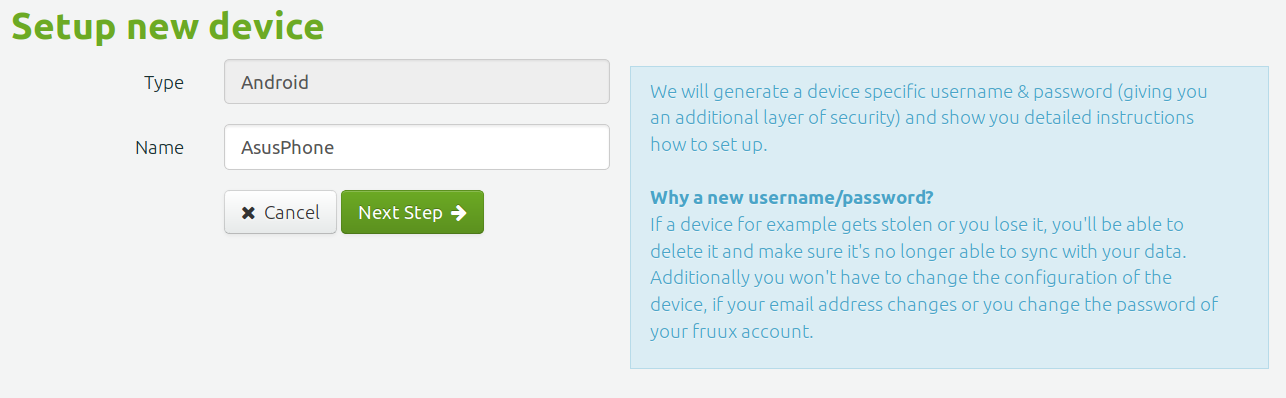 Setup new device
Type
Android
Name
AsusPhone
Cancel
Next Step
We will generate a device specific username & password (giving you
an additional layer of security) and show you detailed instructions
how to set up.
Why a new username/password?
If a device for example gets stolen or you lose it, you'll be able to
delete it and make sure it's no longer able to sync with your data.
Additionally you won't have to change the configuration of the
device, if your email address changes or you change the password of
your fruux account.